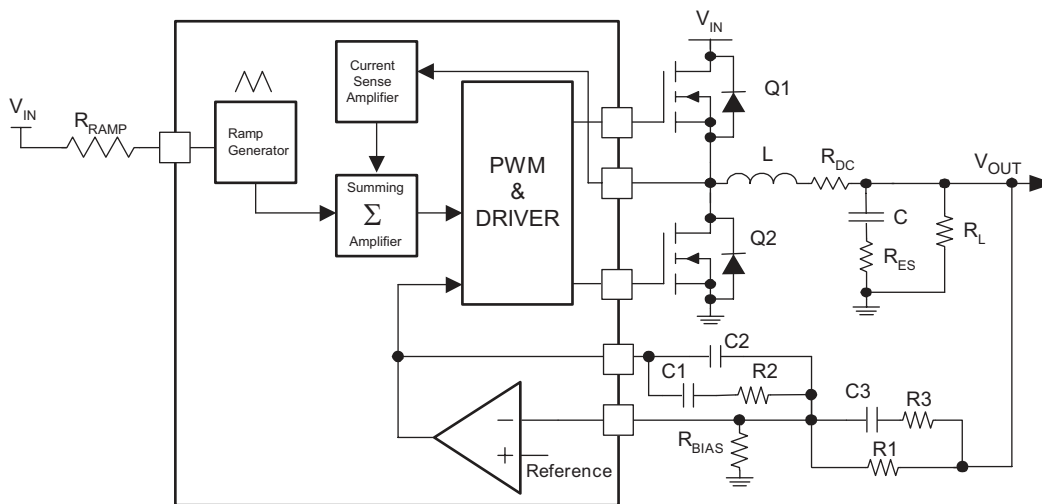 V_IN
R_RAMP
Ramp
Generator
Current
Sense
Amplifier
Summing
Σ
Amplifier
PWM
&
DRIVER
V_IN
Q1
Q2
L
R_DC
V_OUT
C
R_ES
R_L
C2
C1
R2
C3
R3
R1
R_BIAS
−
+
Reference